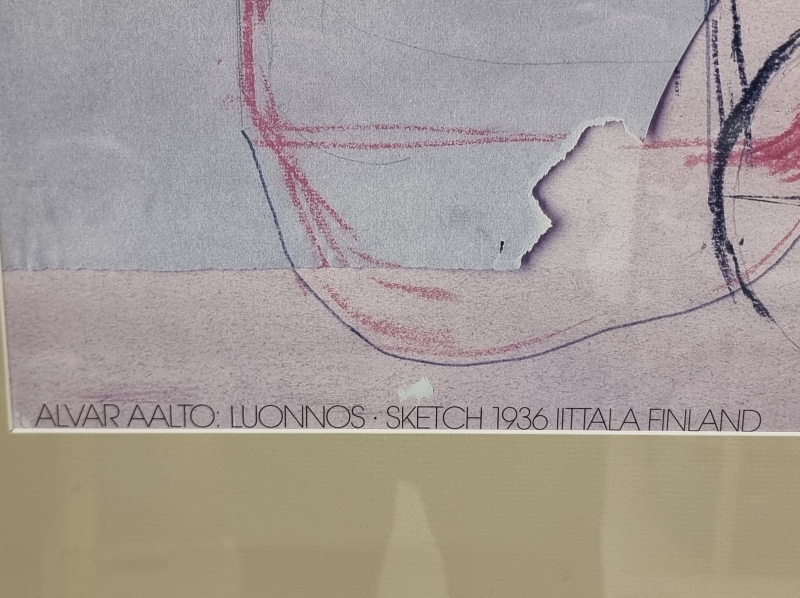 ALVAR AALTO: LUONNOS · SKETCH 1936 IITTALA FINLAND